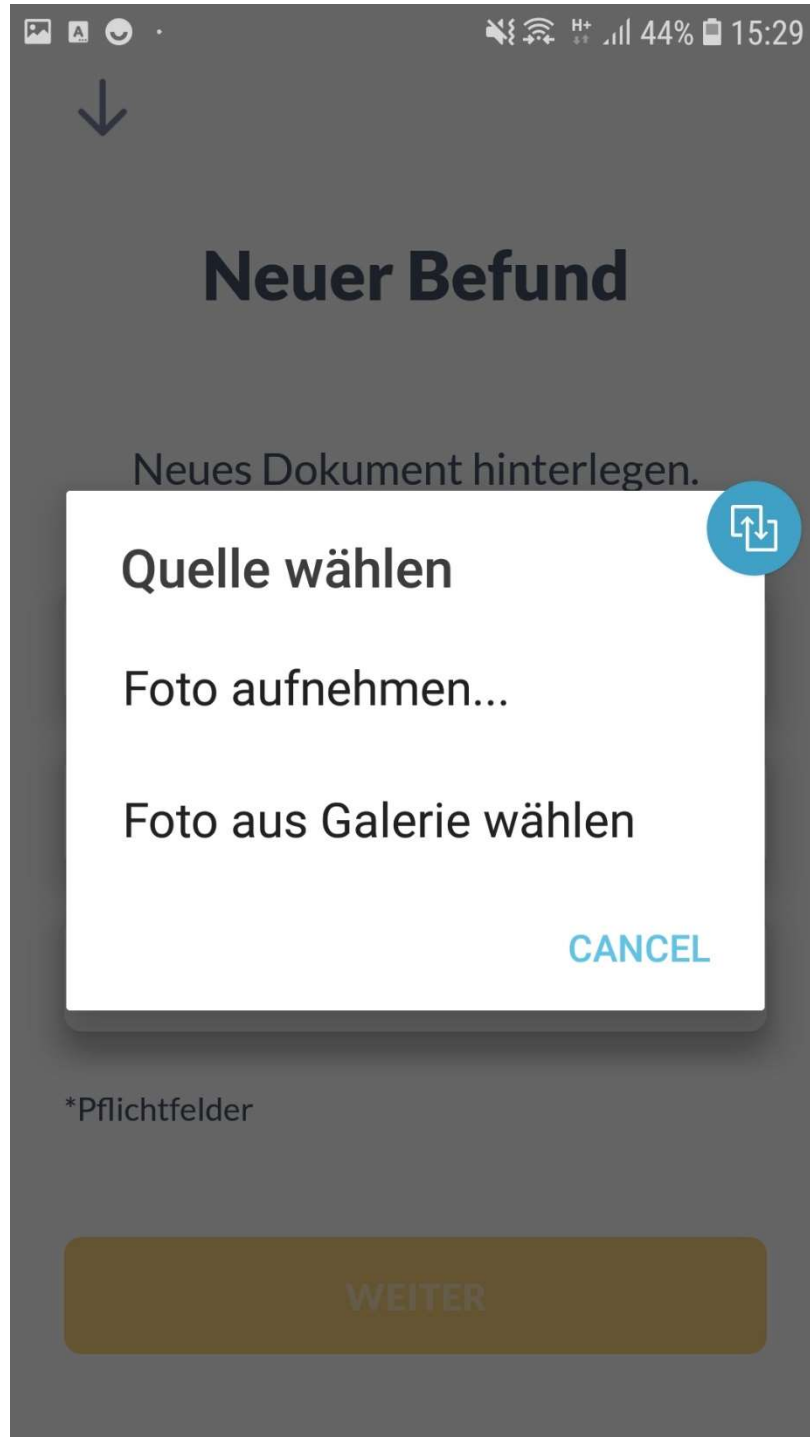 H+ 44% 15:29
Neuer Befund
Neues Dokument hinterlegen.
Quelle wählen
Foto aufnehmen...
Foto aus Galerie wählen
CANCEL
*Pflichtfelder
WEITER